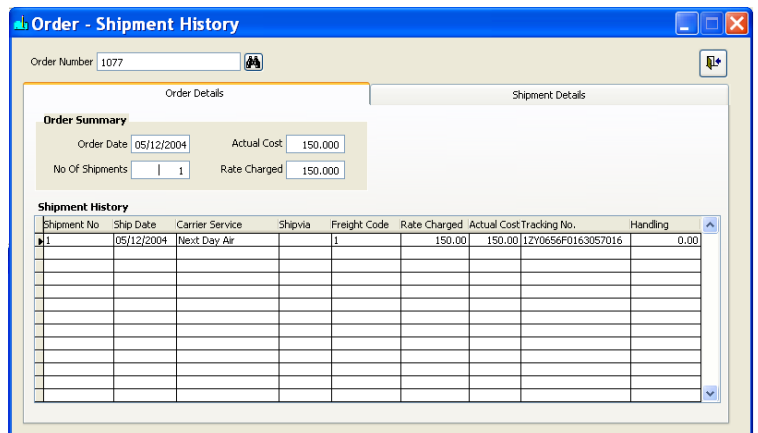 Order - Shipment History
Order Number 1077
Order Details Shipment Details
Order Summary
Order Date 05/12/2004 Actual Cost 150.000
No Of Shipments 1 Rate Charged 150.000
Shipment History
Shipment No Ship Date Carrier Service Shipvia Freight Code Rate Charged Actual Cost Tracking No. Handling
1 05/12/2004 Next Day Air 1 150.00 150.00 1ZY0656F0163057016 0.00